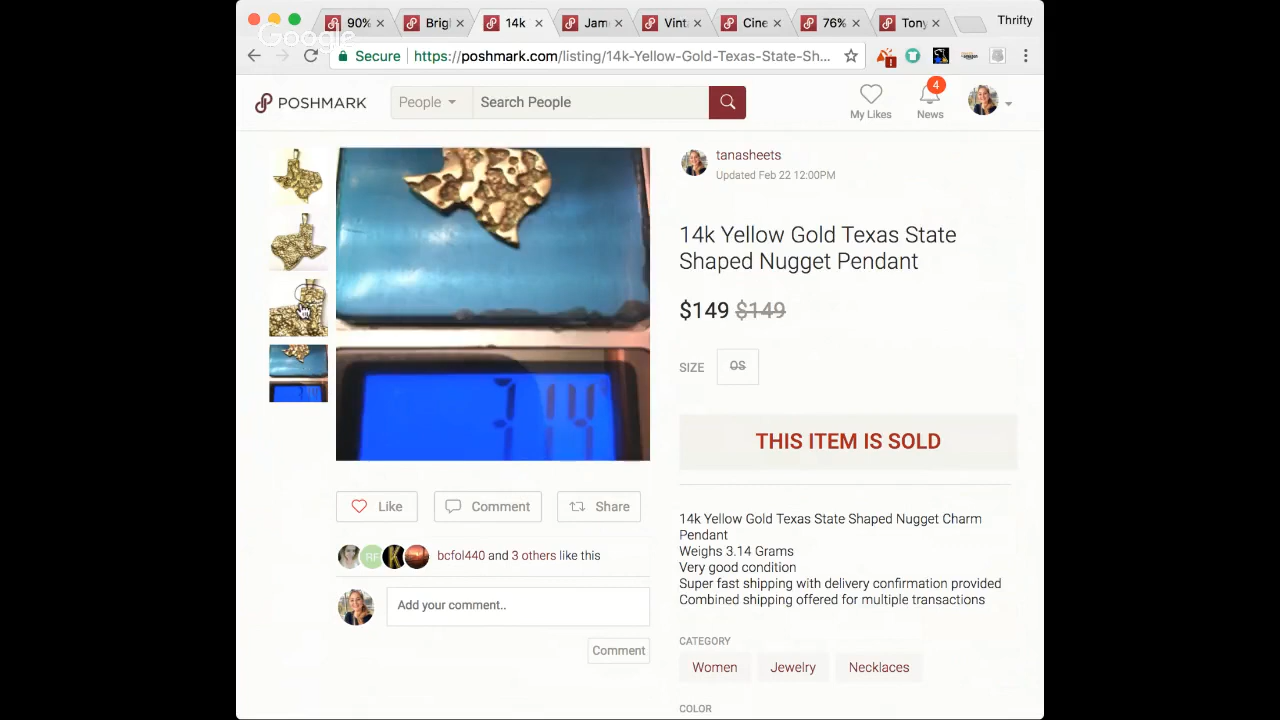 90%
Brigl
14k
Jam
Vint
Cine
76%
Tony
Thrifty
Google
Secure
https://poshmark.com/listing/14k-Yellow-Gold-Texas-State-Sh...
POSHMARK
People
Search People
My Likes
4
News
tanasheets
Updated Feb 22 12:00PM
14k Yellow Gold Texas State
Shaped Nugget Pendant
$149 $149
SIZE
OS
3.14
THIS ITEM IS SOLD
Like
Comment
Share
14k Yellow Gold Texas State Shaped Nugget Charm
Pendant
Weighs 3.14 Grams
Very good condition
Super fast shipping with delivery confirmation provided
Combined shipping offered for multiple transactions
RF
bcfol440 and 3 others like this
Add your comment..
Comment
CATEGORY
Women
Jewelry
Necklaces
COLOR